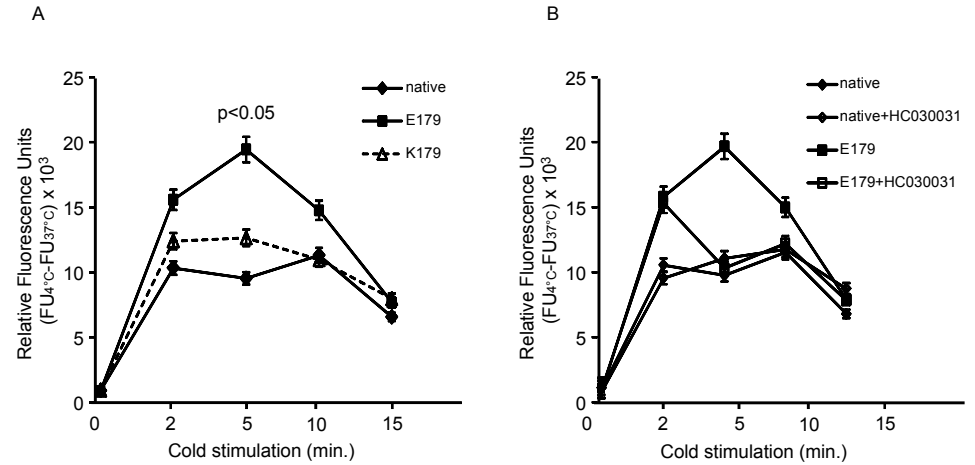 A
Relative Fluorescence Units
(FU4°C-FU37°C) x 10³
25
20
15
10
5
0
p<0.05
native
E179
K179
0 2 5 10 15
Cold stimulation (min.)
B
Relative Fluorescence Units
(FU4°C-FU37°C) x 10³
25
20
15
10
5
0
native
native+HC030031
E179
E179+HC030031
0 2 5 10 15
Cold stimulation (min.)